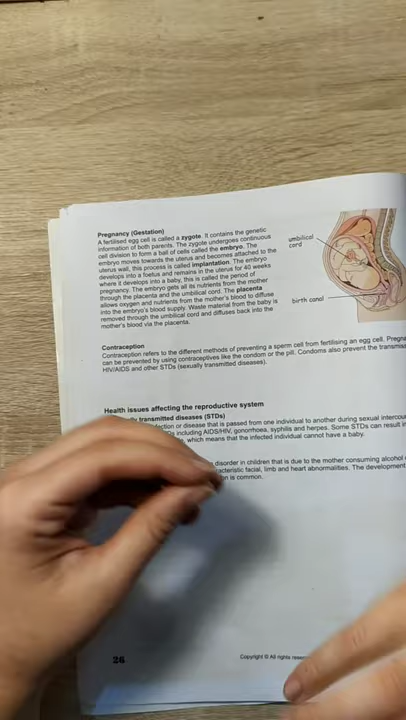 Pregnancy (Gestation)
A fertilised egg cell is called a zygote. It contains the genetic
information of both parents. The zygote undergoes continuous
cell division to form a ball of cells called the embryo. The
embryo moves towards the uterus and becomes attached to the
uterus wall, this process is called implantation. The embryo
develops into a foetus and remains in the uterus for 40 weeks
where it develops into a baby, this is called the period of
pregnancy. The embryo gets all its nutrients from the mother
through the placenta and the umbilical cord. The placenta
allows oxygen and nutrients from the mother's blood to diffuse
into the embryo's blood supply. Waste material from the baby is
removed through the umbilical cord and diffuses back into the
mother's blood via the placenta.
umbilical
cord
birth canal
Contraception
Contraception refers to the different methods of preventing a sperm cell from fertilising an egg cell.
can be prevented by using contraceptives like the condom or the pill. Condoms also prevent the
HIV/AIDS and other STDs (sexually transmitted diseases).
Health issues affecting the reproductive system
transmitted diseases (STDs)
or disease that is passed from one individual to another during sexual
including AIDS/HIV, gonorrhoea, syphilis and herpes. Some STDs can result in
which means that the infected individual cannot have a baby.
disorder in children that is due to the mother consuming alcohol
facial, limb and heart abnormalities. The development
is common.
26
Copyright © All rights